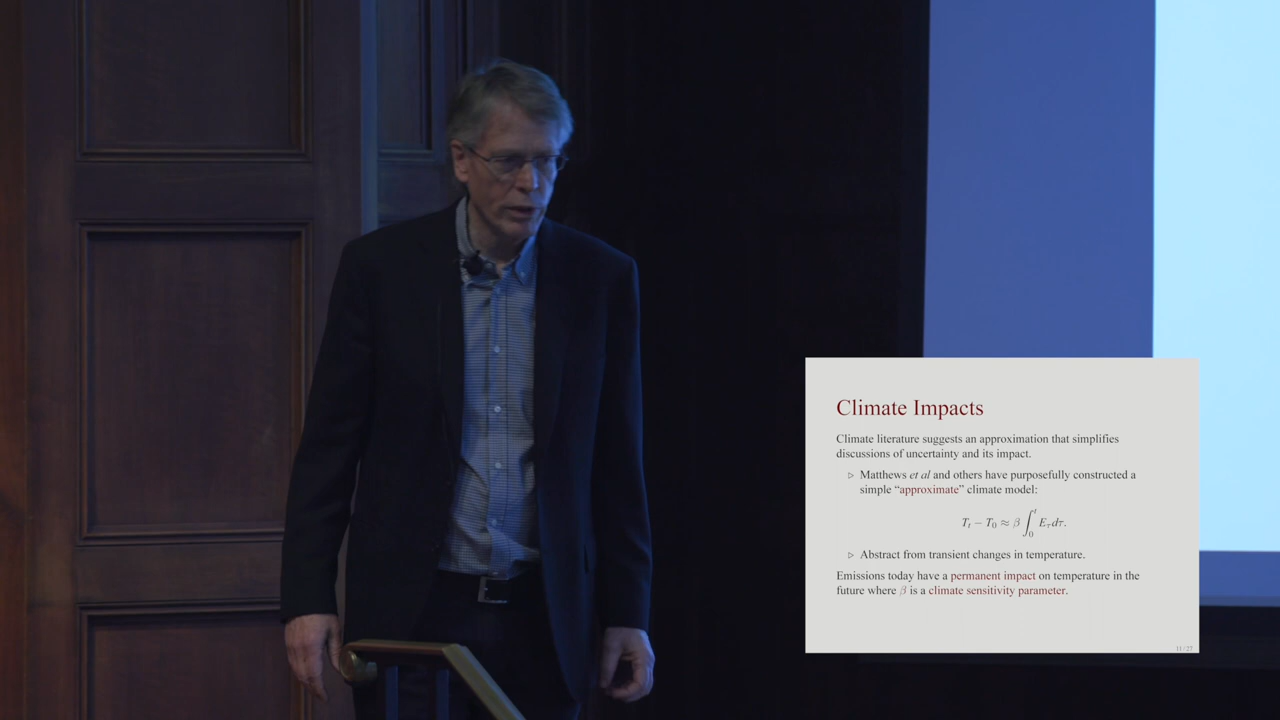 Climate Impacts
Climate literature suggests an approximation that simplifies
discussions of uncertainty and its impact.
▷ Matthews et al and others have purposefully constructed a
simple “approximate” climate model:
T_t − T_0 ≈ β ∫_0^t E_τ dτ.
▷ Abstract from transient changes in temperature.
Emissions today have a permanent impact on temperature in the
future where β is a climate sensitivity parameter.
11 / 27